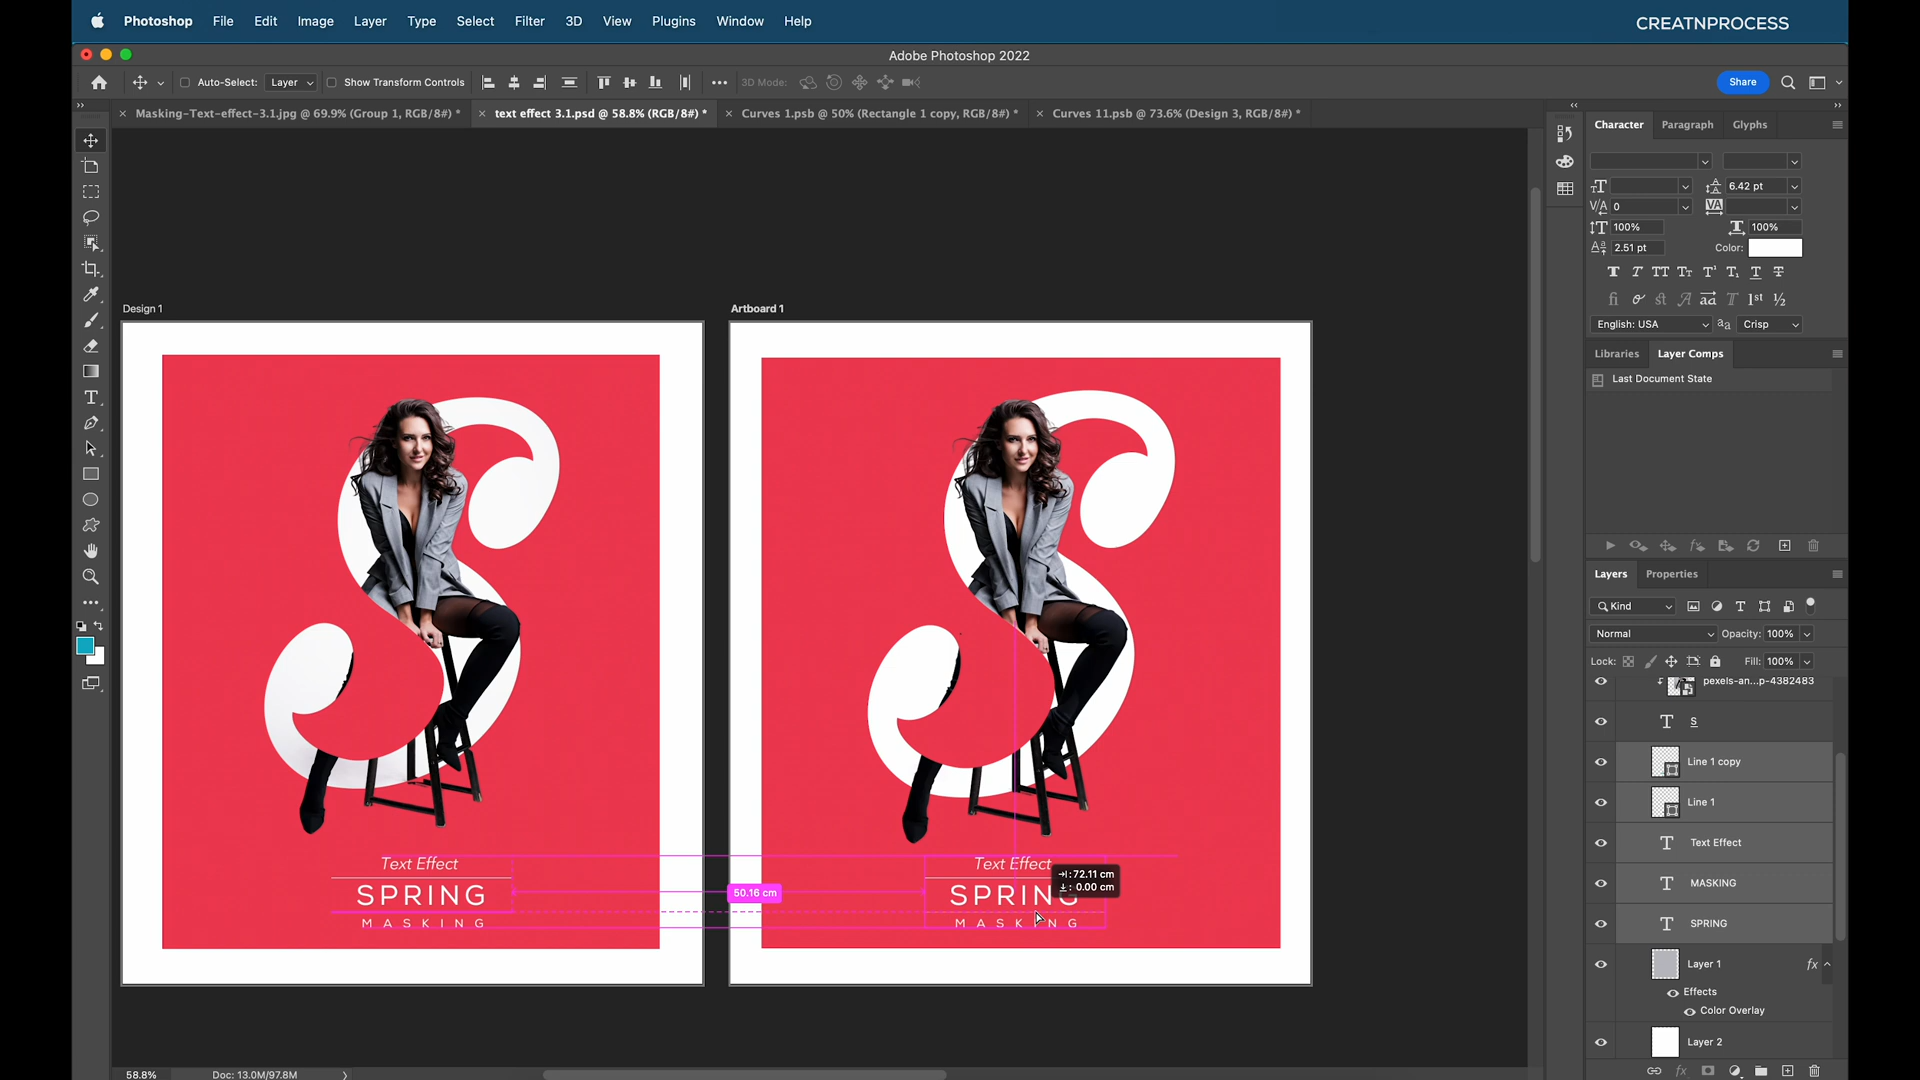 Photoshop File Edit Image Layer Type Select Filter 3D View Plugins Window Help
CREATNPROCESS
Adobe Photoshop 2022
Auto-Select: Layer Show Transform Controls 3D Mode: Share
Masking-Text-effect-3.1.jpg @ 69.9% (Group 1, RGB/8#) * text effect 3.1.psd @ 58.8% (RGB/8#) * Curves 1.psb @ 50% (Rectangle 1 copy, RGB/8#) * Curves 11.psb @ 73.6% (Design 3, RGB/8#) *
Character Paragraph Glyphs
6.42 pt
0
100% 100%
2.51 pt Color:
English: USA Crisp
Libraries Layer Comps
Last Document State
Design 1
Artboard 1
Text Effect
SPRING
MASKING
50.16 cm
Text Effect
SPRING
MASKING
72.11 cm
0.00 cm
Layers Properties
Kind
Normal Opacity: 100%
Lock: Fill: 100%
pexels-an...p-4382483
S
Line 1 copy
Line 1
Text Effect
MASKING
SPRING
Layer 1 fx
Effects
Color Overlay
Layer 2
58.8% Doc: 13.0M/97.8M